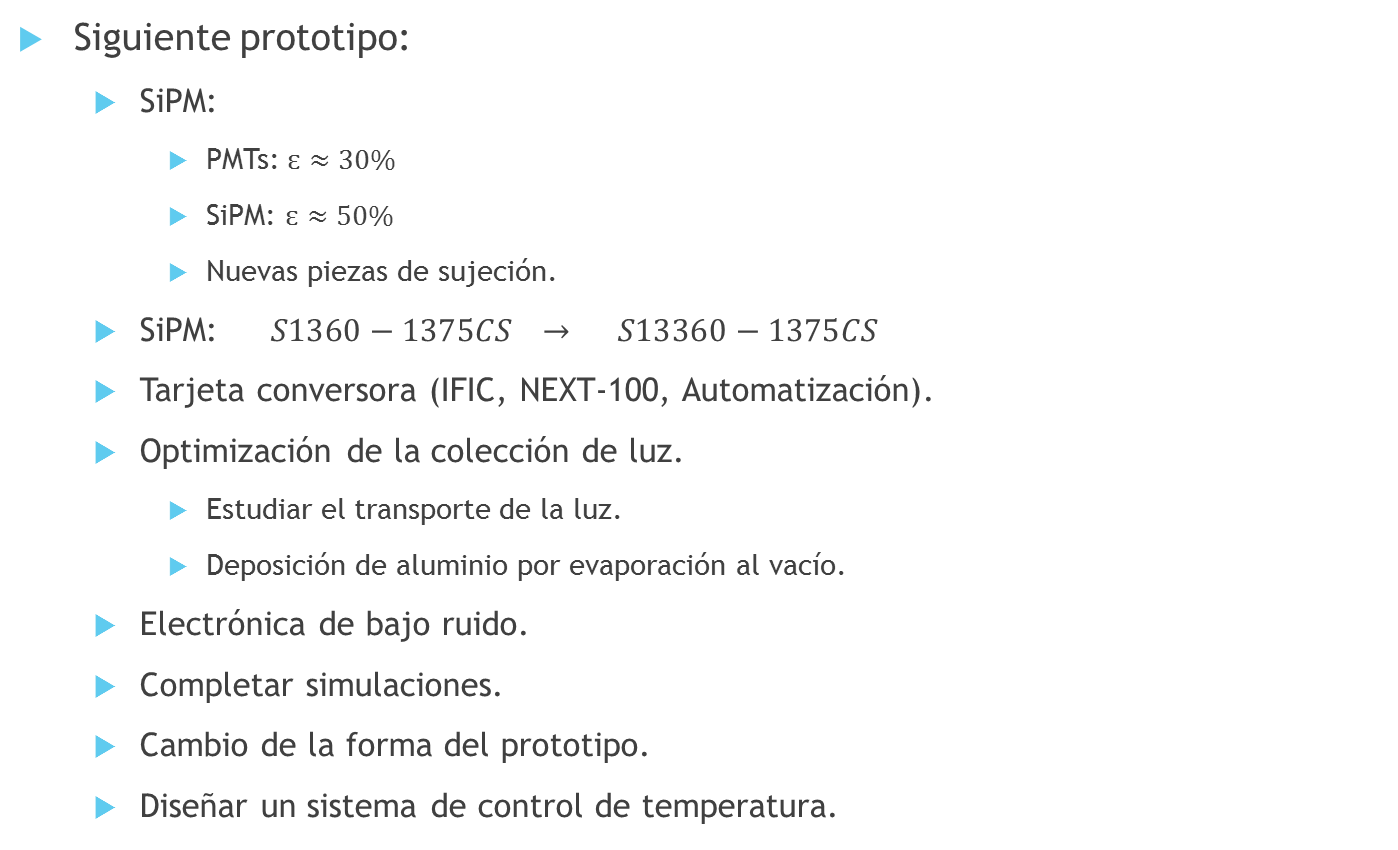 Siguiente prototipo:
SiPM:
PMTs: ε ≈ 30%
SiPM: ε ≈ 50%
Nuevas piezas de sujeción.
SiPM: S1360 − 1375CS → S13360 − 1375CS
Tarjeta conversora (IFIC, NEXT-100, Automatización).
Optimización de la colección de luz.
Estudiar el transporte de la luz.
Deposición de aluminio por evaporación al vacío.
Electrónica de bajo ruido.
Completar simulaciones.
Cambio de la forma del prototipo.
Diseñar un sistema de control de temperatura.